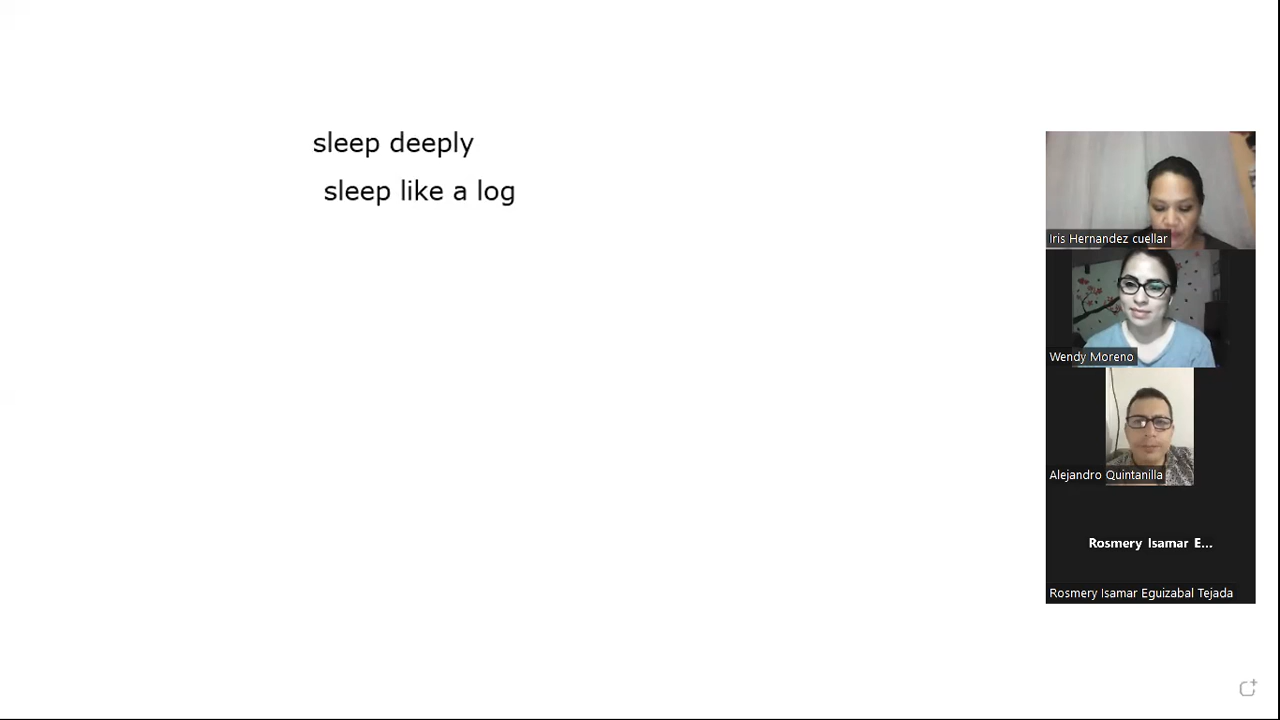 sleep deeply
sleep like a log
Iris Hernandez cuellar
Wendy Moreno
Alejandro Quintanilla
Rosmery Isamar E...
Rosmery Isamar Eguizabal Tejada